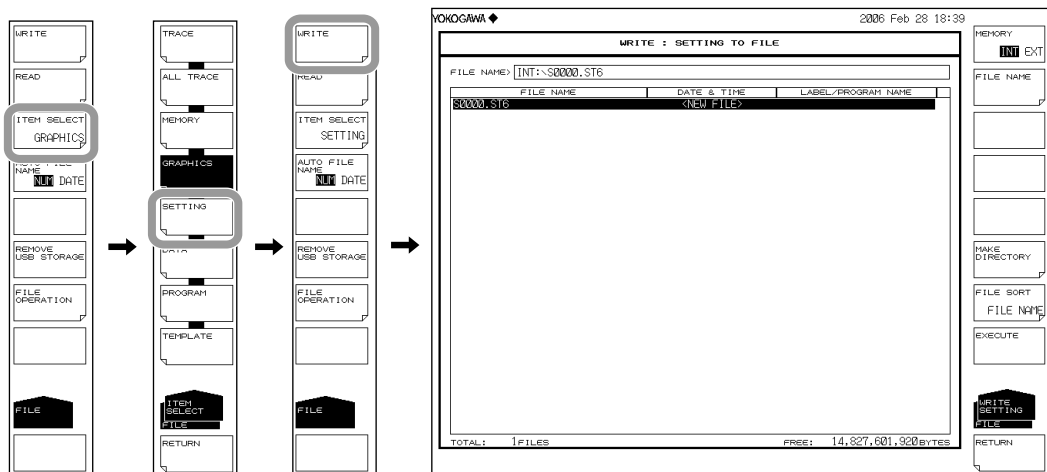 WRITE
READ
ITEM SELECT
GRAPHICS
AUTO FILE
NAME
NUM DATE
REMOVE
USB STORAGE
FILE
OPERATION
FILE
TRACE
ALL TRACE
MEMORY
GRAPHICS
SETTING
DATA
PROGRAM
TEMPLATE
ITEM
SELECT
FILE
RETURN
WRITE
READ
ITEM SELECT
SETTING
AUTO FILE
NAME
NUM DATE
REMOVE
USB STORAGE
FILE
OPERATION
FILE
YOKOGAWA 2006 Feb 28 18:39
WRITE : SETTING TO FILE
FILE NAME> INT:\S0000.ST6
FILE NAME DATE & TIME LABEL/PROGRAM NAME
S0000.ST6 <NEW FILE>
TOTAL: 1FILES FREE: 14,827,601,920BYTES
MEMORY
INT EXT
FILE NAME
MAKE
DIRECTORY
FILE SORT
FILE NAME
EXECUTE
WRITE
SETTING
FILE
RETURN